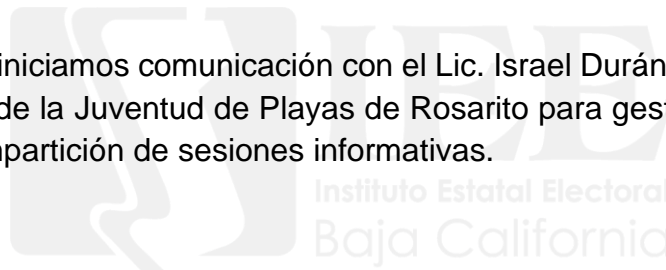 iniciamos comunicación con el Lic. Israel Durán
de la Juventud de Playas de Rosarito para gest
partición de sesiones informativas.
IEE
Instituto Estatal Electoral
Baja California